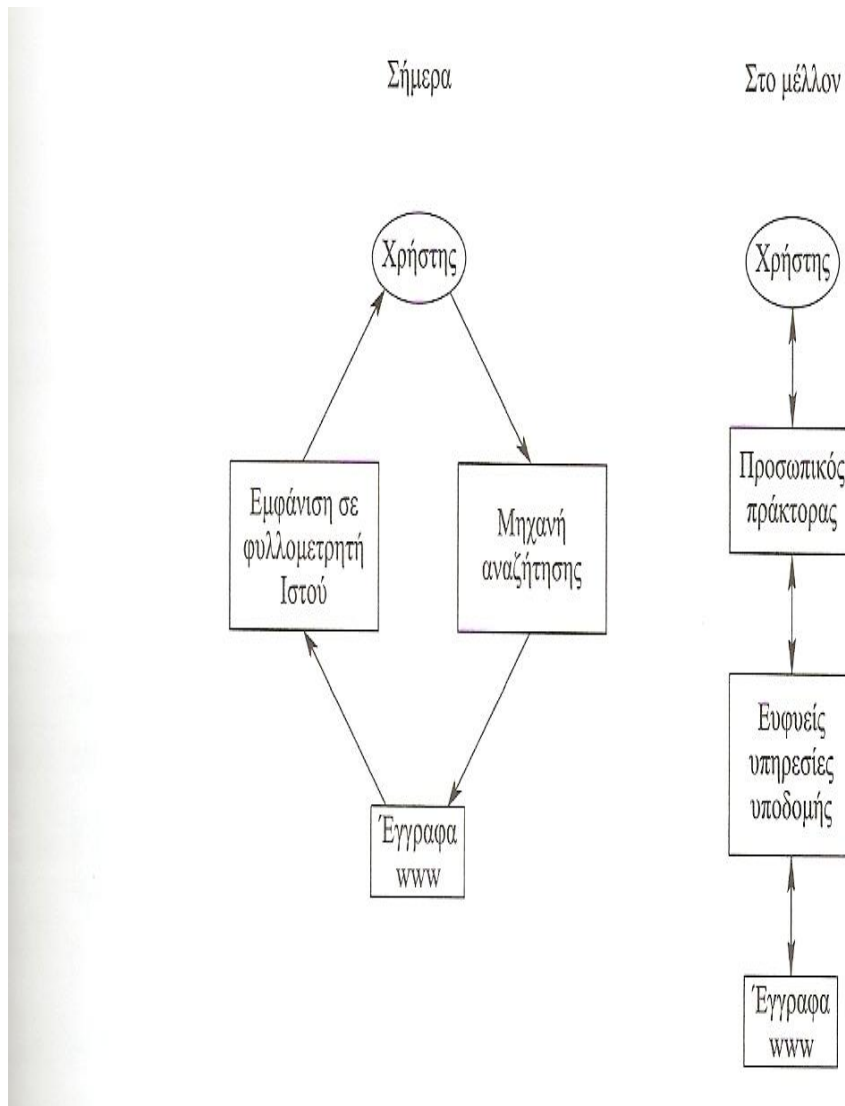 Σήμερα
Χρήστης
Εμφάνιση σε
φυλλομετρητή
Ιστού
Μηχανή
αναζήτησης
Έγγραφα
www
Στο μέλλον
Χρήστης
Προσωπικός
πράκτορας
Ευφυείς
υπηρεσίες
υποδομής
Έγγραφα
www